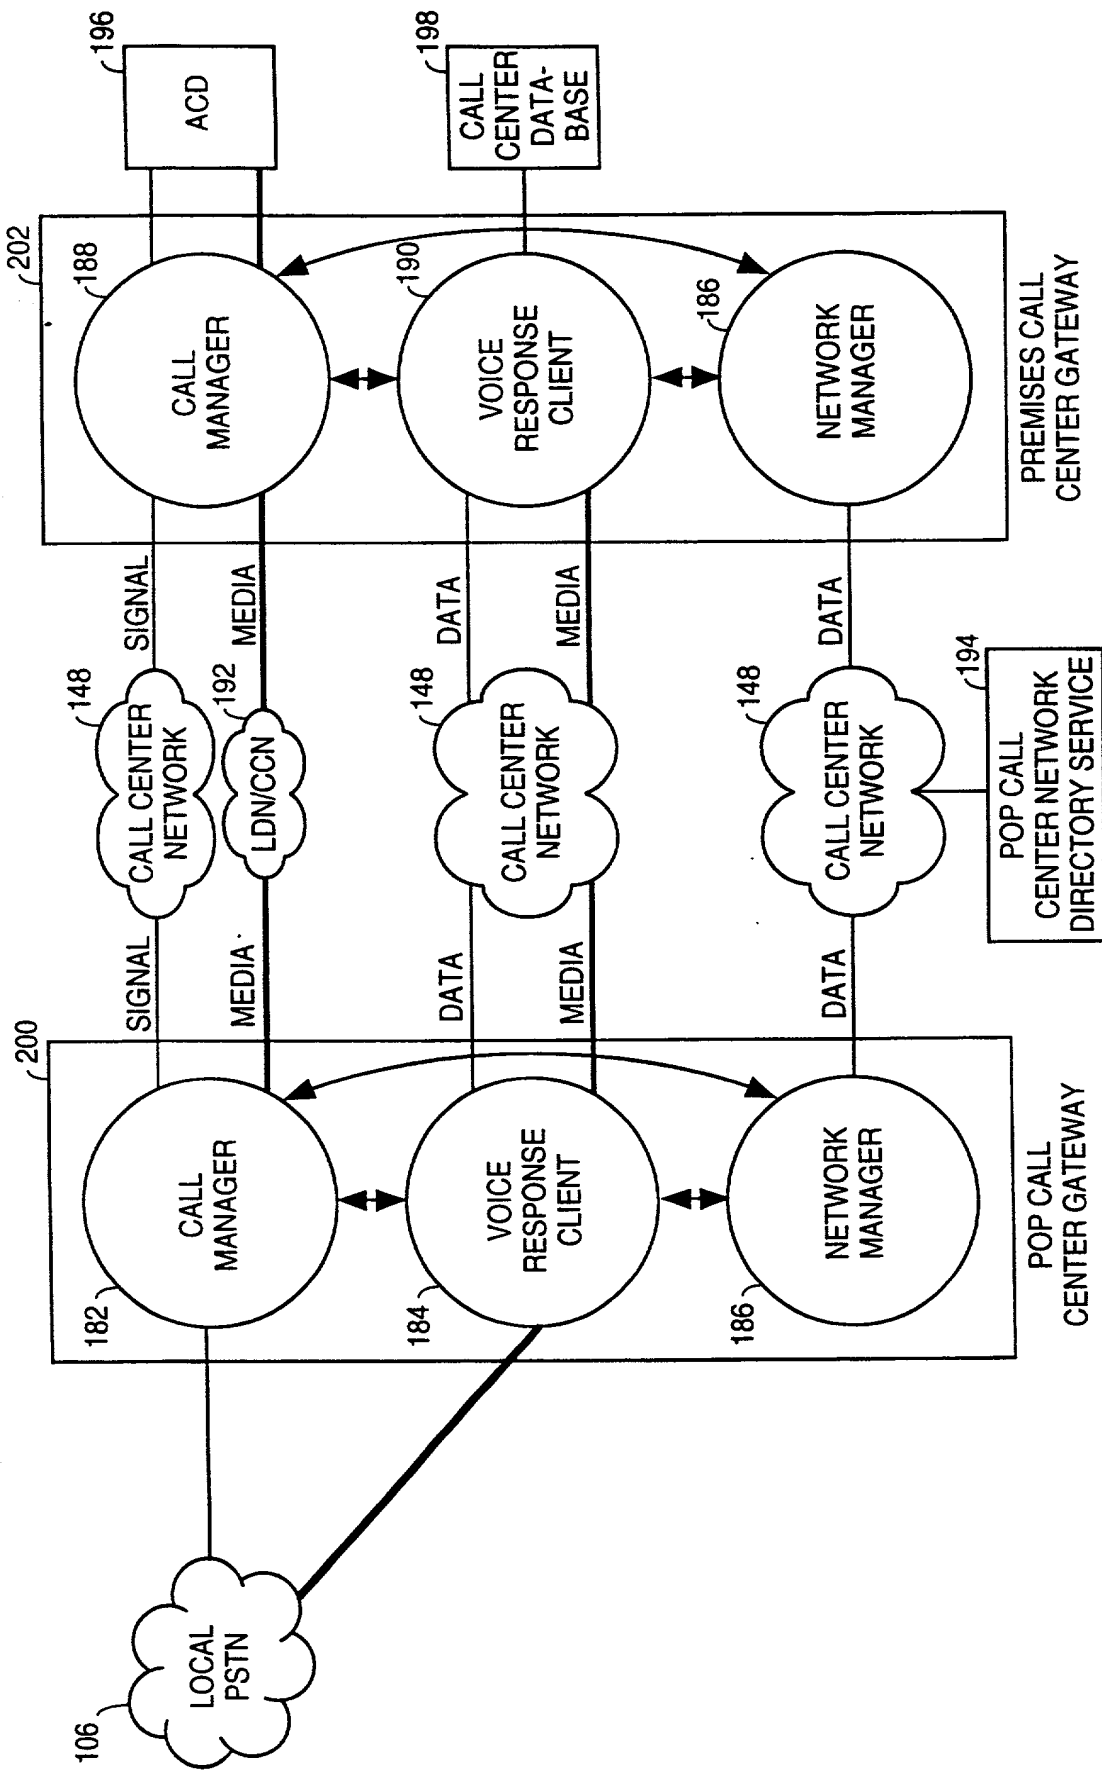 106
LOCAL
PSTN
200
182
CALL
MANAGER
184
VOICE
RESPONSE
CLIENT
186
NETWORK
MANAGER
POP CALL
CENTER GATEWAY
SIGNAL
148
CALL CENTER
NETWORK
SIGNAL
MEDIA
192
LDN/CCN
MEDIA
DATA
148
CALL CENTER
NETWORK
DATA
MEDIA
MEDIA
DATA
148
CALL CENTER
NETWORK
DATA
194
POP CALL
CENTER NETWORK
DIRECTORY SERVICE
202
188
CALL
MANAGER
190
VOICE
RESPONSE
CLIENT
186
NETWORK
MANAGER
PREMISES CALL
CENTER GATEWAY
196
ACD
198
CALL
CENTER
DATA-
BASE